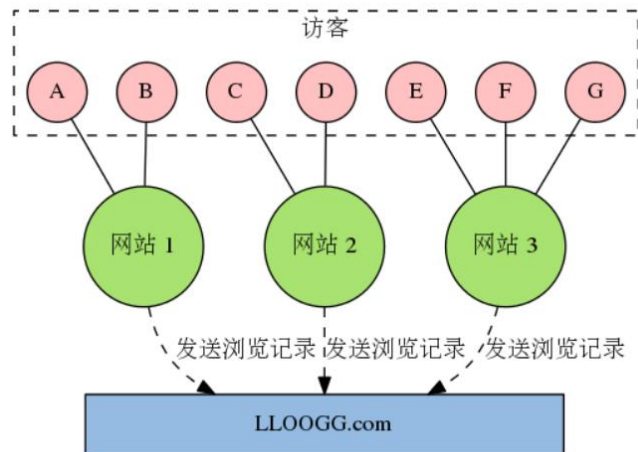 访客
A B C D E F G
网站 1 网站 2 网站 3
发送浏览记录 发送浏览记录 发送浏览记录
LLOOGG.com